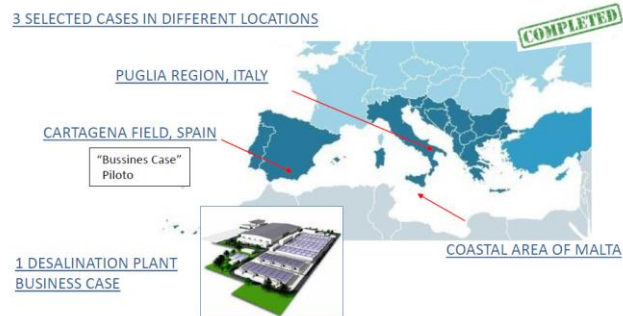 3 SELECTED CASES IN DIFFERENT LOCATIONS
COMPLETED
PUGLIA REGION, ITALY
CARTAGENA FIELD, SPAIN
"Bussines Case"
Piloto
COASTAL AREA OF MALTA
1 DESALINATION PLANT
BUSINESS CASE